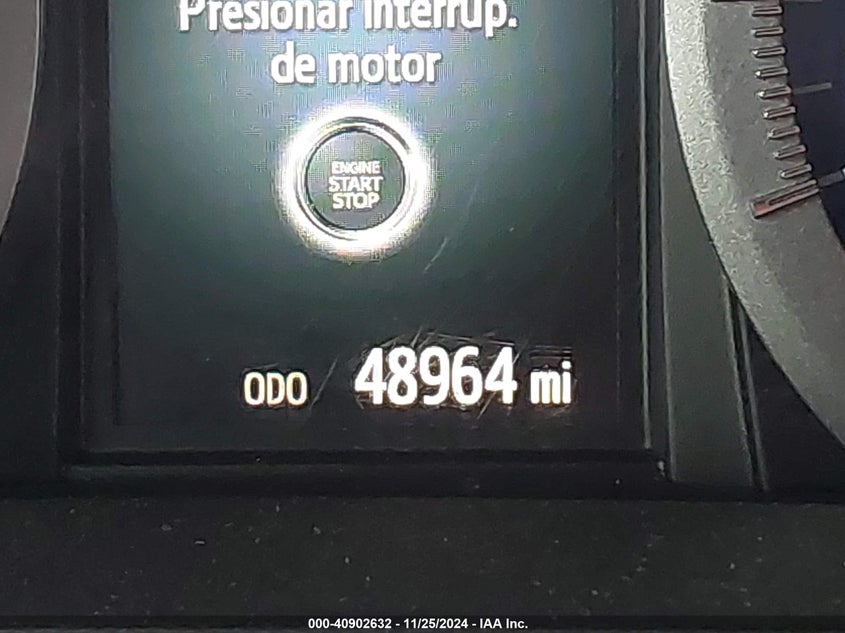 Presionar interrup.
de motor
ENGINE
START
STOP
ODO 48964 mi
000-40902632 - 11/25/2024 - IAA Inc.